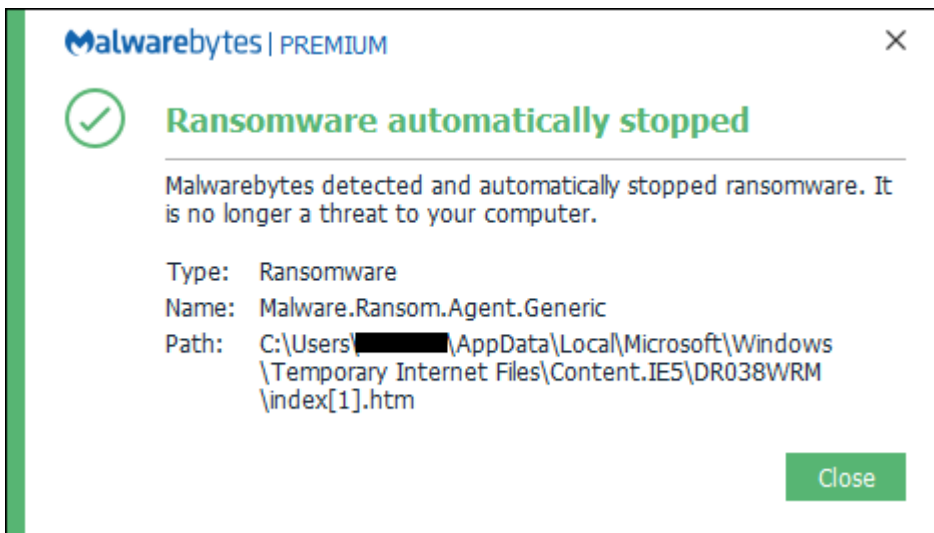 Malwarebytes | PREMIUM
Ransomware automatically stopped
Malwarebytes detected and automatically stopped ransomware. It
is no longer a threat to your computer.
Type: Ransomware
Name: Malware.Ransom.Agent.Generic
Path: C:\Users\ \AppData\Local\Microsoft\Windows
\Temporary Internet Files\Content.IE5\DR038WRM
\index[1].htm
Close